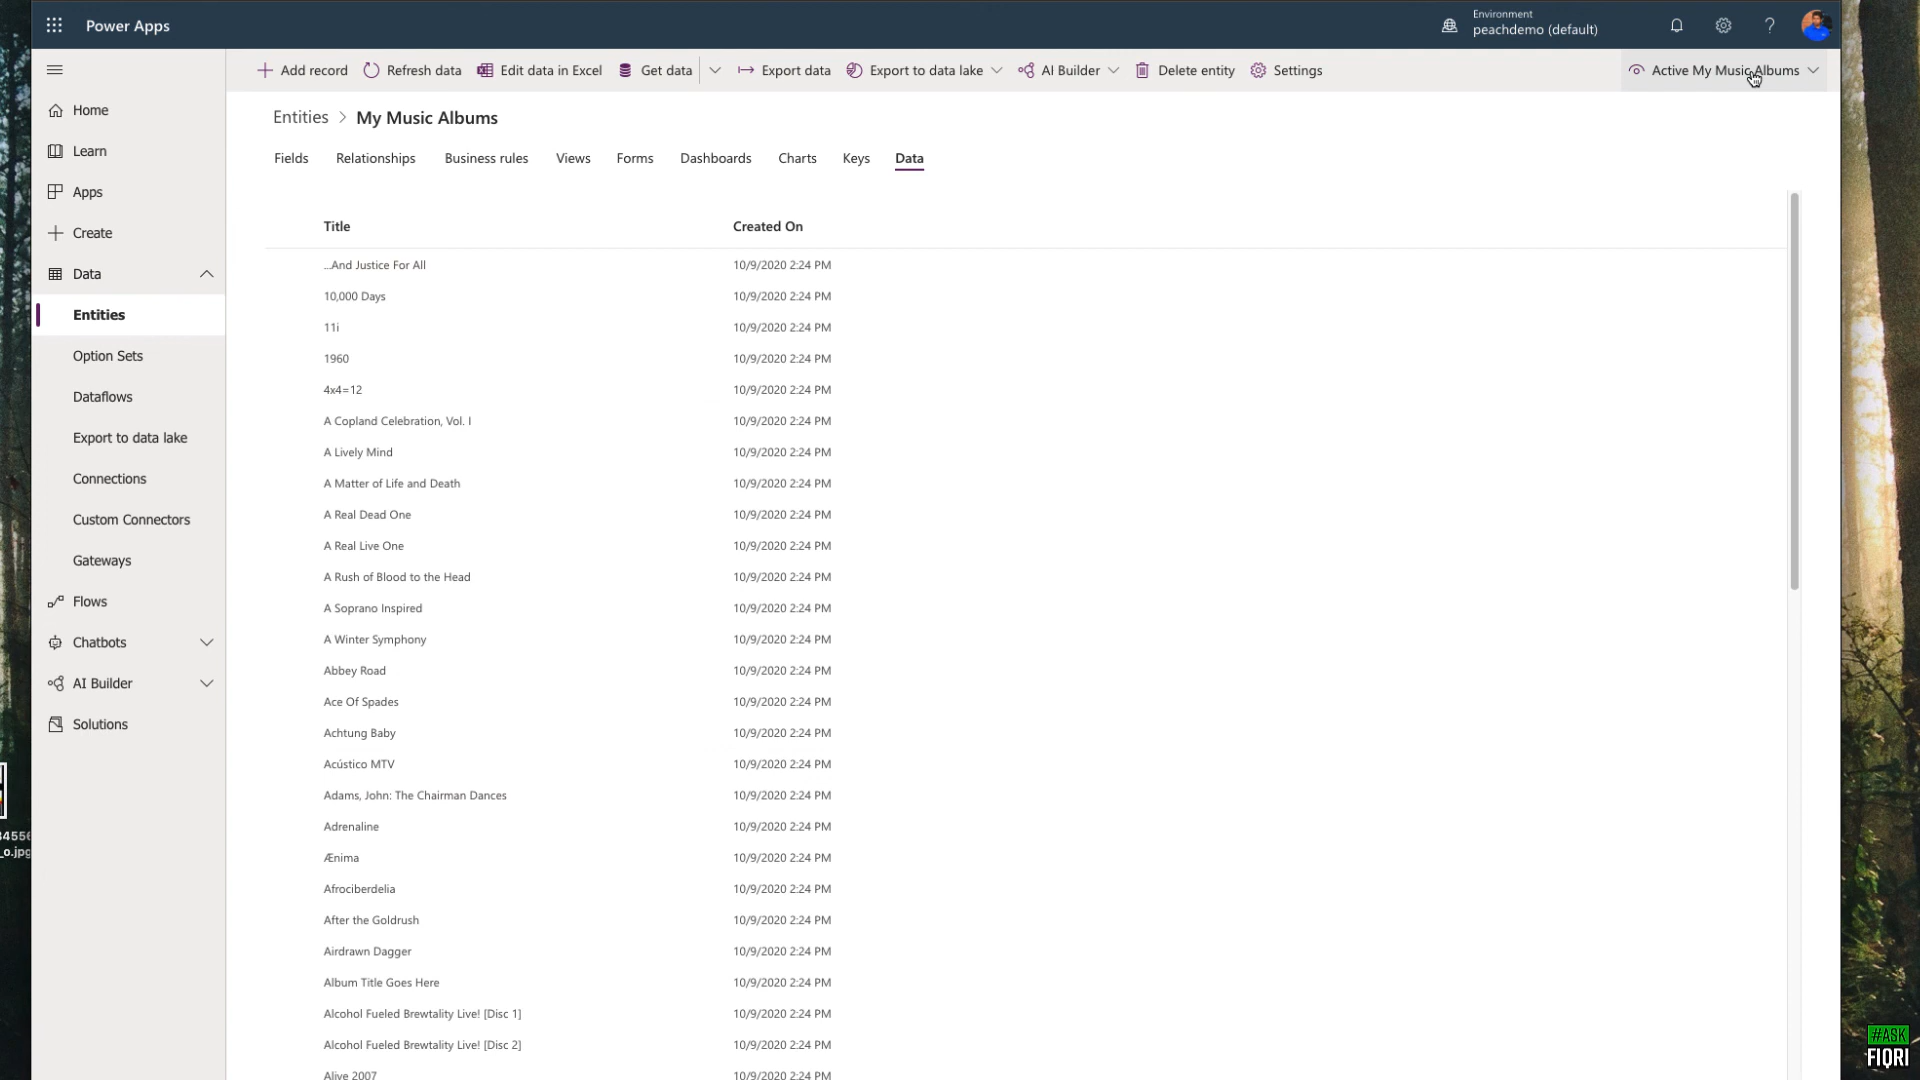 Power Apps
Environment
peachdemo (default)
Add record
Refresh data
Edit data in Excel
Get data
Export data
Export to data lake
AI Builder
Delete entity
Settings
Active My Music Albums
Home
Learn
Apps
Create
Data
Entities
Option Sets
Dataflows
Export to data lake
Connections
Custom Connectors
Gateways
Flows
Chatbots
AI Builder
Solutions
Entities > My Music Albums
Fields Relationships Business rules Views Forms Dashboards Charts Keys Data
Title Created On
...And Justice For All 10/9/2020 2:24 PM
10,000 Days 10/9/2020 2:24 PM
11i 10/9/2020 2:24 PM
1960 10/9/2020 2:24 PM
4x4=12 10/9/2020 2:24 PM
A Copland Celebration, Vol. I 10/9/2020 2:24 PM
A Lively Mind 10/9/2020 2:24 PM
A Matter of Life and Death 10/9/2020 2:24 PM
A Real Dead One 10/9/2020 2:24 PM
A Real Live One 10/9/2020 2:24 PM
A Rush of Blood to the Head 10/9/2020 2:24 PM
A Soprano Inspired 10/9/2020 2:24 PM
A Winter Symphony 10/9/2020 2:24 PM
Abbey Road 10/9/2020 2:24 PM
Ace Of Spades 10/9/2020 2:24 PM
Achtung Baby 10/9/2020 2:24 PM
Acústico MTV 10/9/2020 2:24 PM
Adams, John: The Chairman Dances 10/9/2020 2:24 PM
Adrenaline 10/9/2020 2:24 PM
Ænima 10/9/2020 2:24 PM
Afrociberdelia 10/9/2020 2:24 PM
After the Goldrush 10/9/2020 2:24 PM
Airdrawn Dagger 10/9/2020 2:24 PM
Album Title Goes Here 10/9/2020 2:24 PM
Alcohol Fueled Brewtality Live! [Disc 1] 10/9/2020 2:24 PM
Alcohol Fueled Brewtality Live! [Disc 2] 10/9/2020 2:24 PM
Alive 2007 10/9/2020 2:24 PM
34556
_o.jpg
#ASK
FIQRI